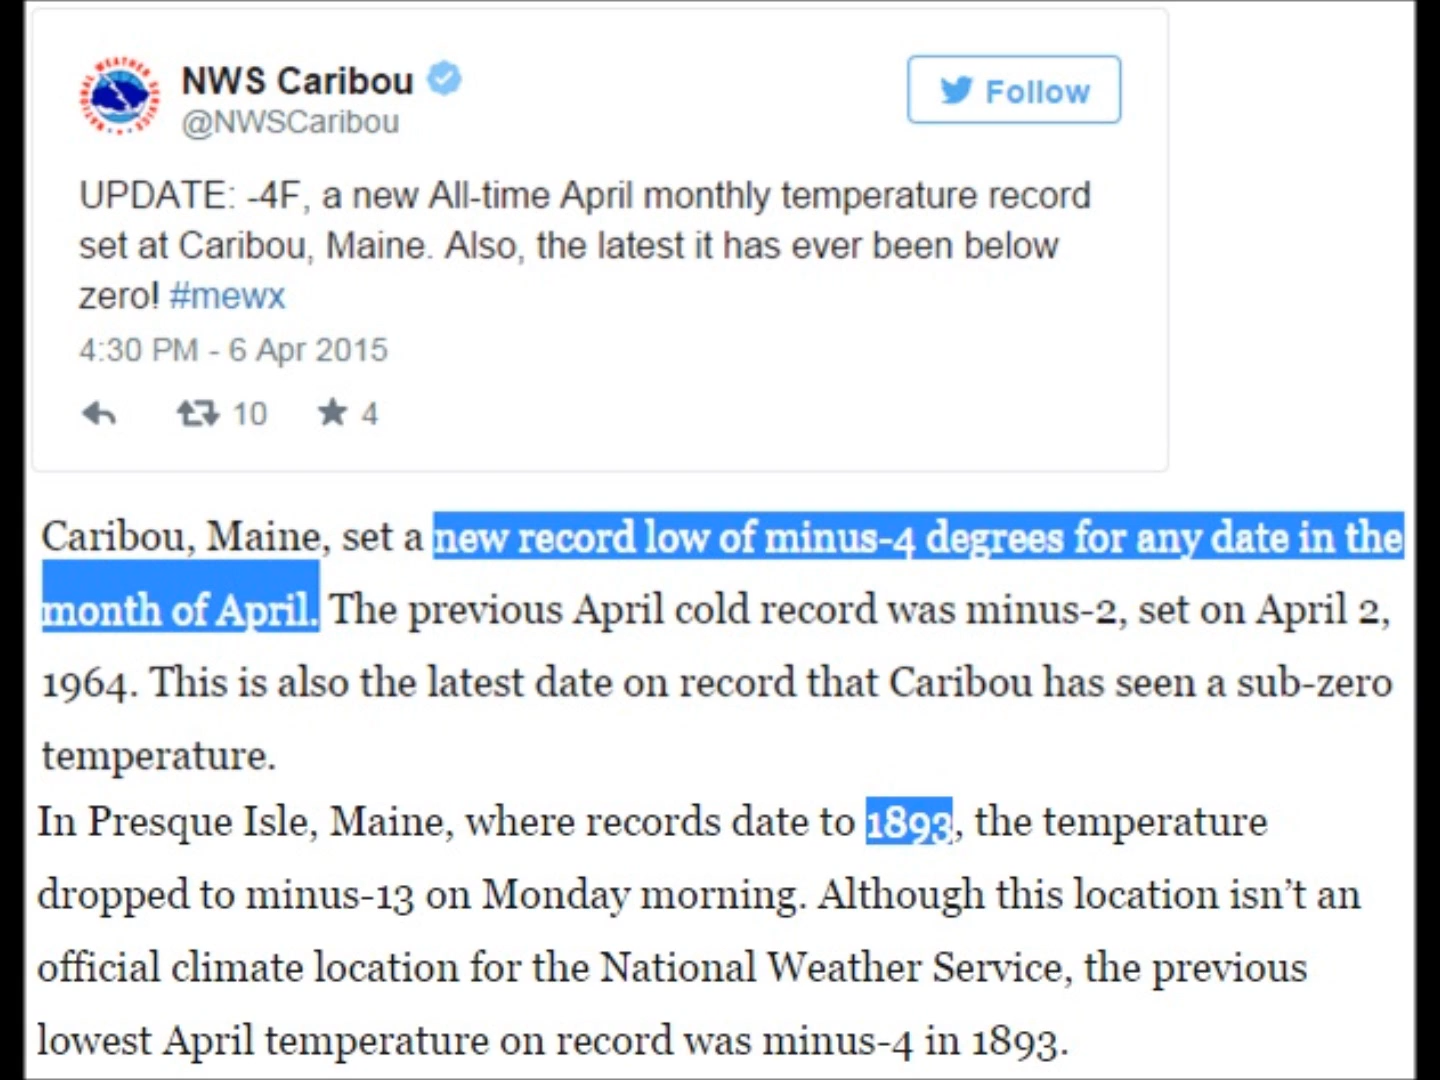 NATIONAL WEATHER SERVICE
NWS Caribou
@NWSCaribou
Follow
UPDATE: -4F, a new All-time April monthly temperature record
set at Caribou, Maine. Also, the latest it has ever been below
zero! #mewx
4:30 PM - 6 Apr 2015
10 4
Caribou, Maine, set a new record low of minus-4 degrees for any date in the
month of April. The previous April cold record was minus-2, set on April 2,
1964. This is also the latest date on record that Caribou has seen a sub-zero
temperature.
In Presque Isle, Maine, where records date to 1893, the temperature
dropped to minus-13 on Monday morning. Although this location isn’t an
official climate location for the National Weather Service, the previous
lowest April temperature on record was minus-4 in 1893.